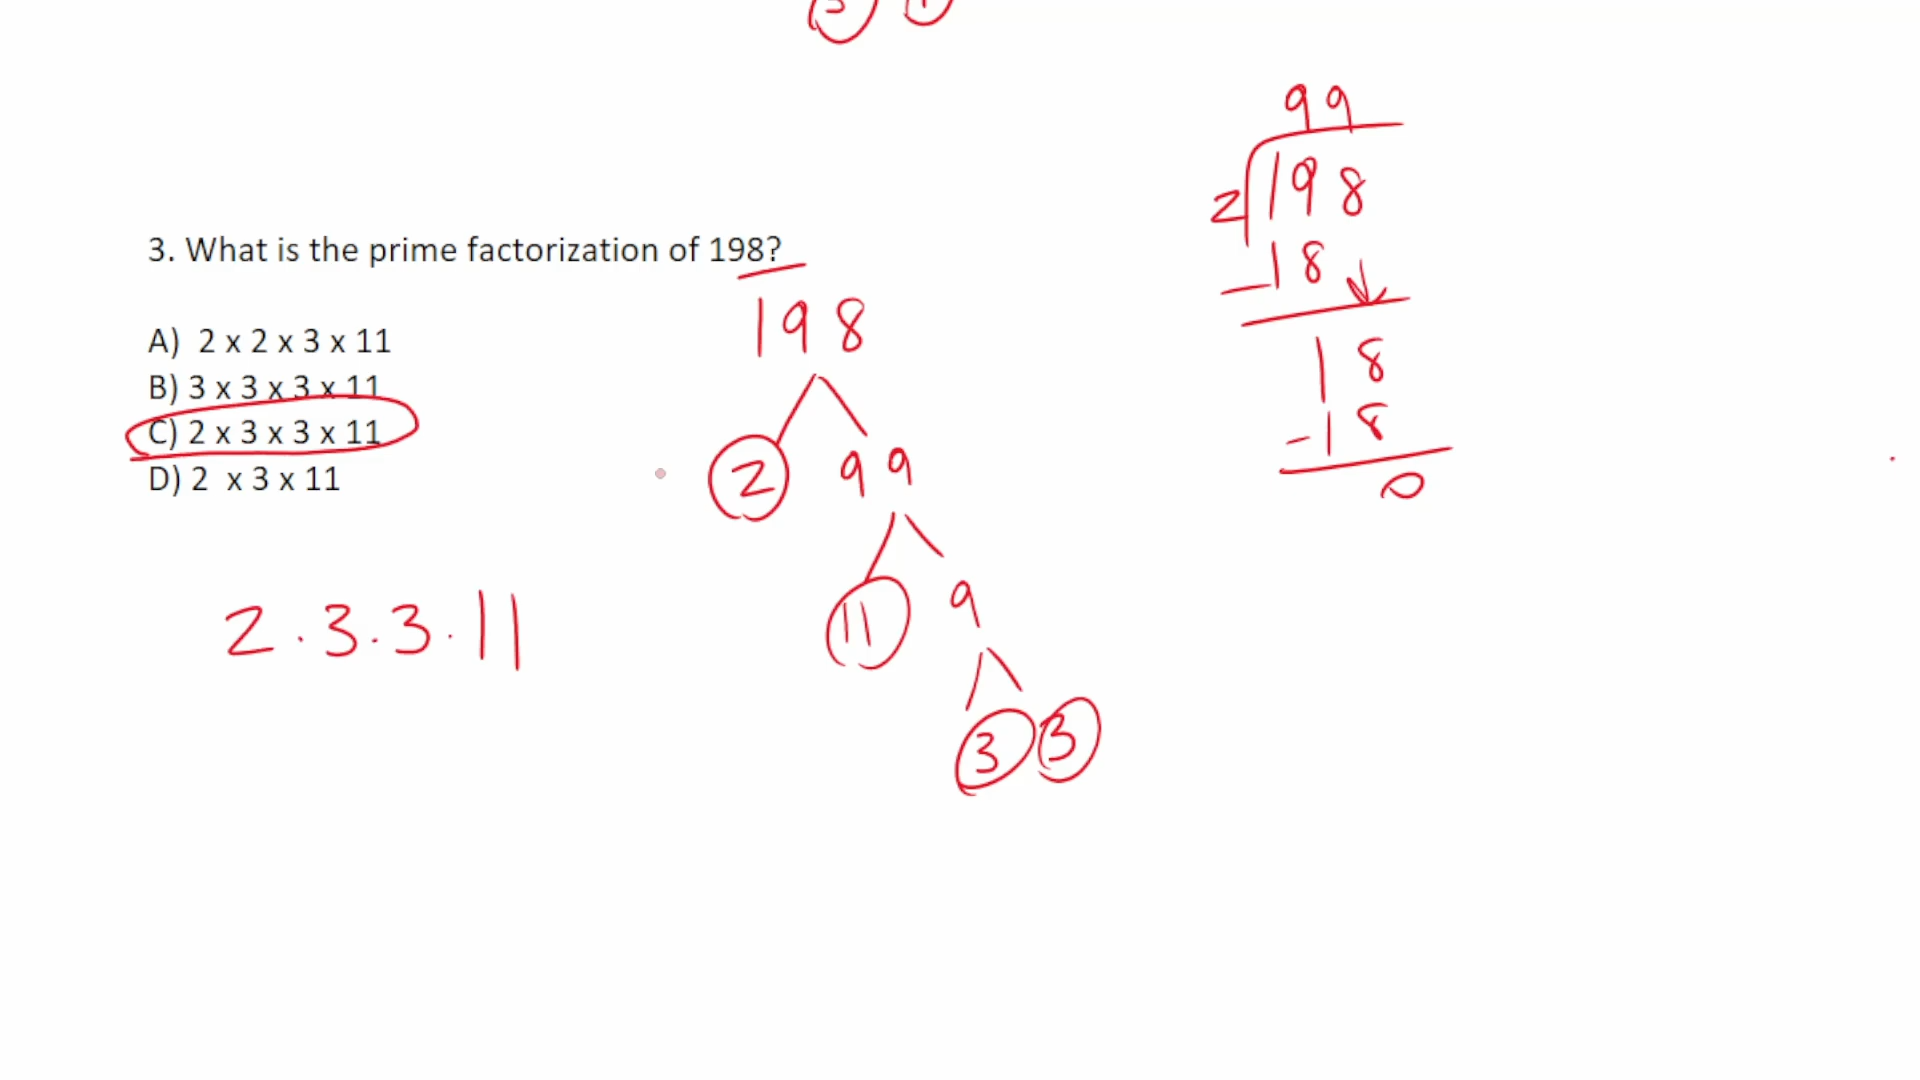 3. What is the prime factorization of 198?
A) 2 x 2 x 3 x 11
B) 3 x 3 x 3 x 11
C) 2 x 3 x 3 x 11
D) 2 x 3 x 11
2 · 3 · 3 · 11
198
2 99
11 9
3 3
99
2 198
-18
18
-18
0